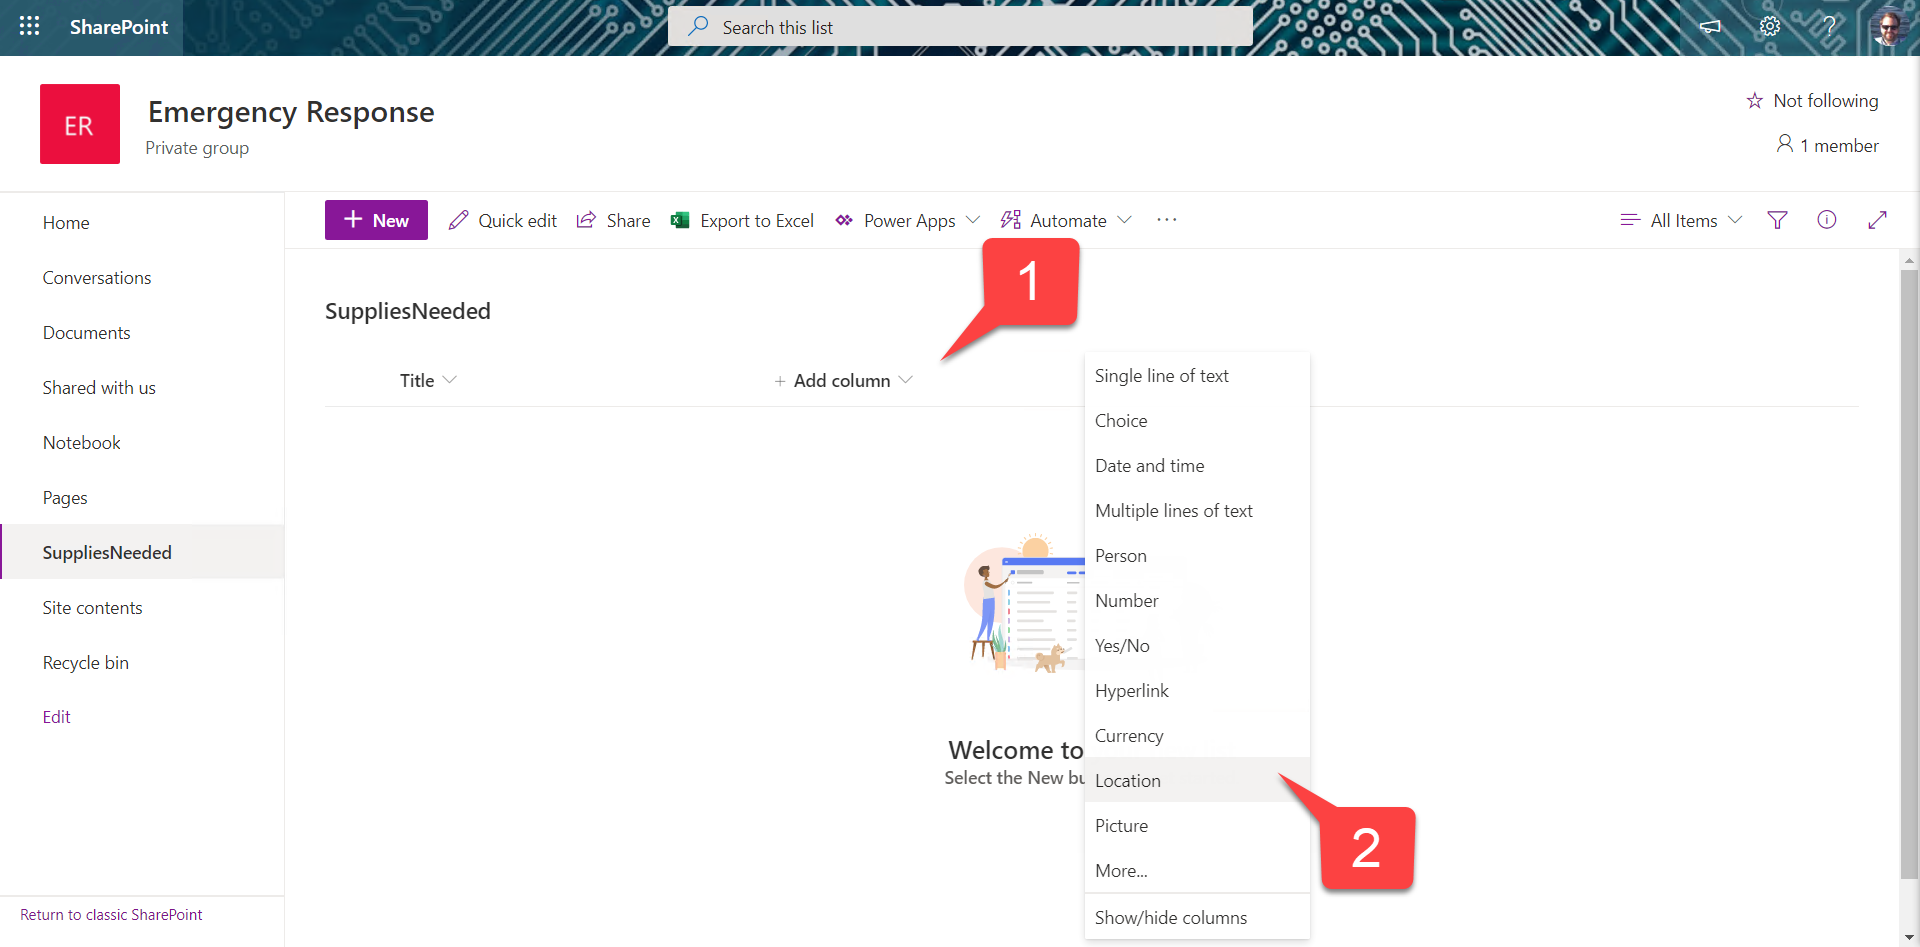 SharePoint
Search this list
?
ER
Emergency Response
Private group
Not following
1 member
Home
Conversations
Documents
Shared with us
Notebook
Pages
SuppliesNeeded
Site contents
Recycle bin
Edit
Return to classic SharePoint
+ New
Quick edit
Share
Export to Excel
Power Apps
Automate
...
All Items
1
SuppliesNeeded
Title
+ Add column
Single line of text
Choice
Date and time
Multiple lines of text
Person
Number
Yes/No
Hyperlink
Currency
Location
Picture
More...
Show/hide columns
2
Welcome to
Select the New bu